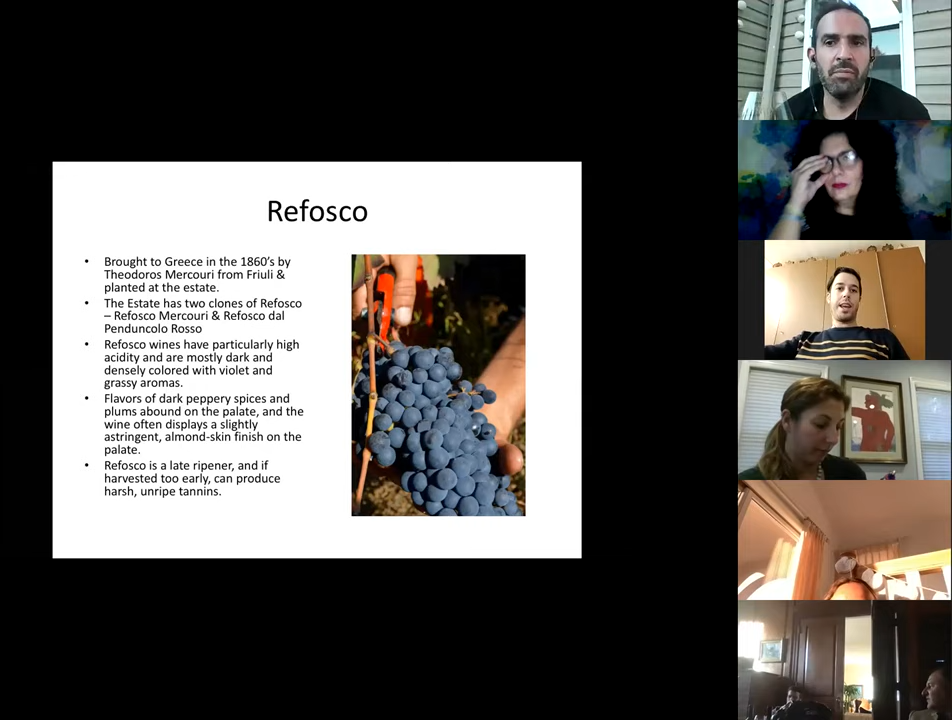 Refosco
• Brought to Greece in the 1860's by
Theodoros Mercouri from Friuli &
planted at the estate.
• The Estate has two clones of Refosco
– Refosco Mercouri & Refosco dal
Penduncolo Rosso
• Refosco wines have particularly high
acidity and are mostly dark and
densely colored with violet and
grassy aromas.
• Flavors of dark peppery spices and
plums abound on the palate, and the
wine often displays a slightly
astringent, almond-skin finish on the
palate.
• Refosco is a late ripener, and if
harvested too early, can produce
harsh, unripe tannins.